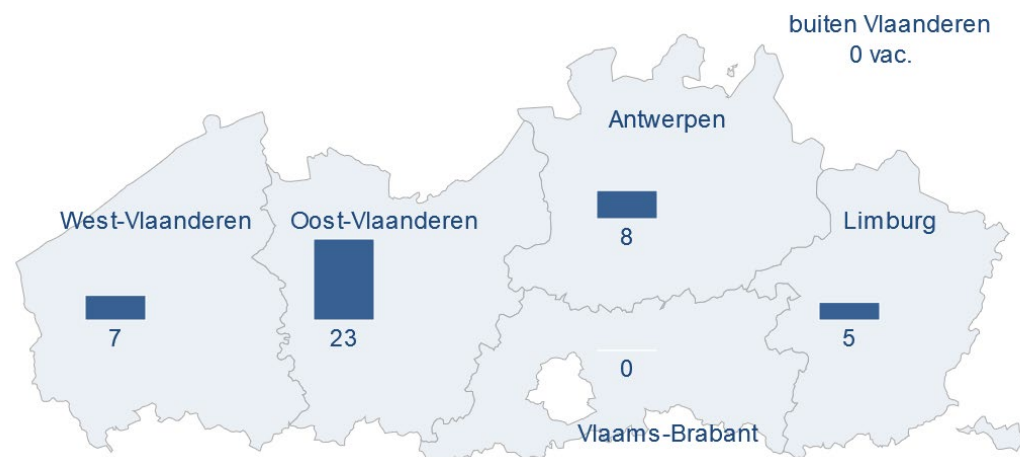 buiten Vlaanderen
0 vac.
Antwerpen
8
West-Vlaanderen
7
Oost-Vlaanderen
23
Limburg
5
0
Vlaams-Brabant